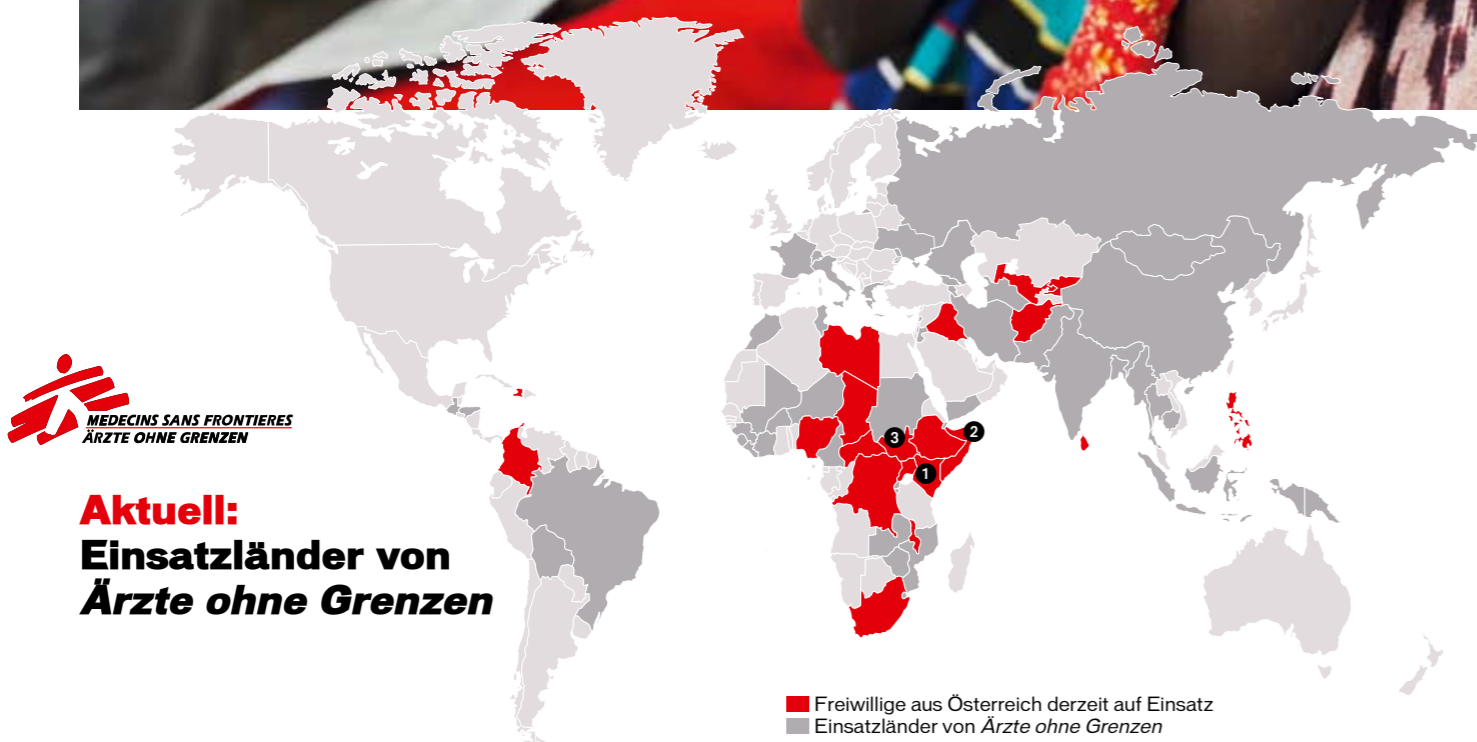 MEDECINS SANS FRONTIERES
ÄRZTE OHNE GRENZEN
Aktuell:
Einsatzländer von
Ärzte ohne Grenzen
3
2
1
Freiwillige aus Österreich derzeit auf Einsatz
Einsatzländer von Ärzte ohne Grenzen